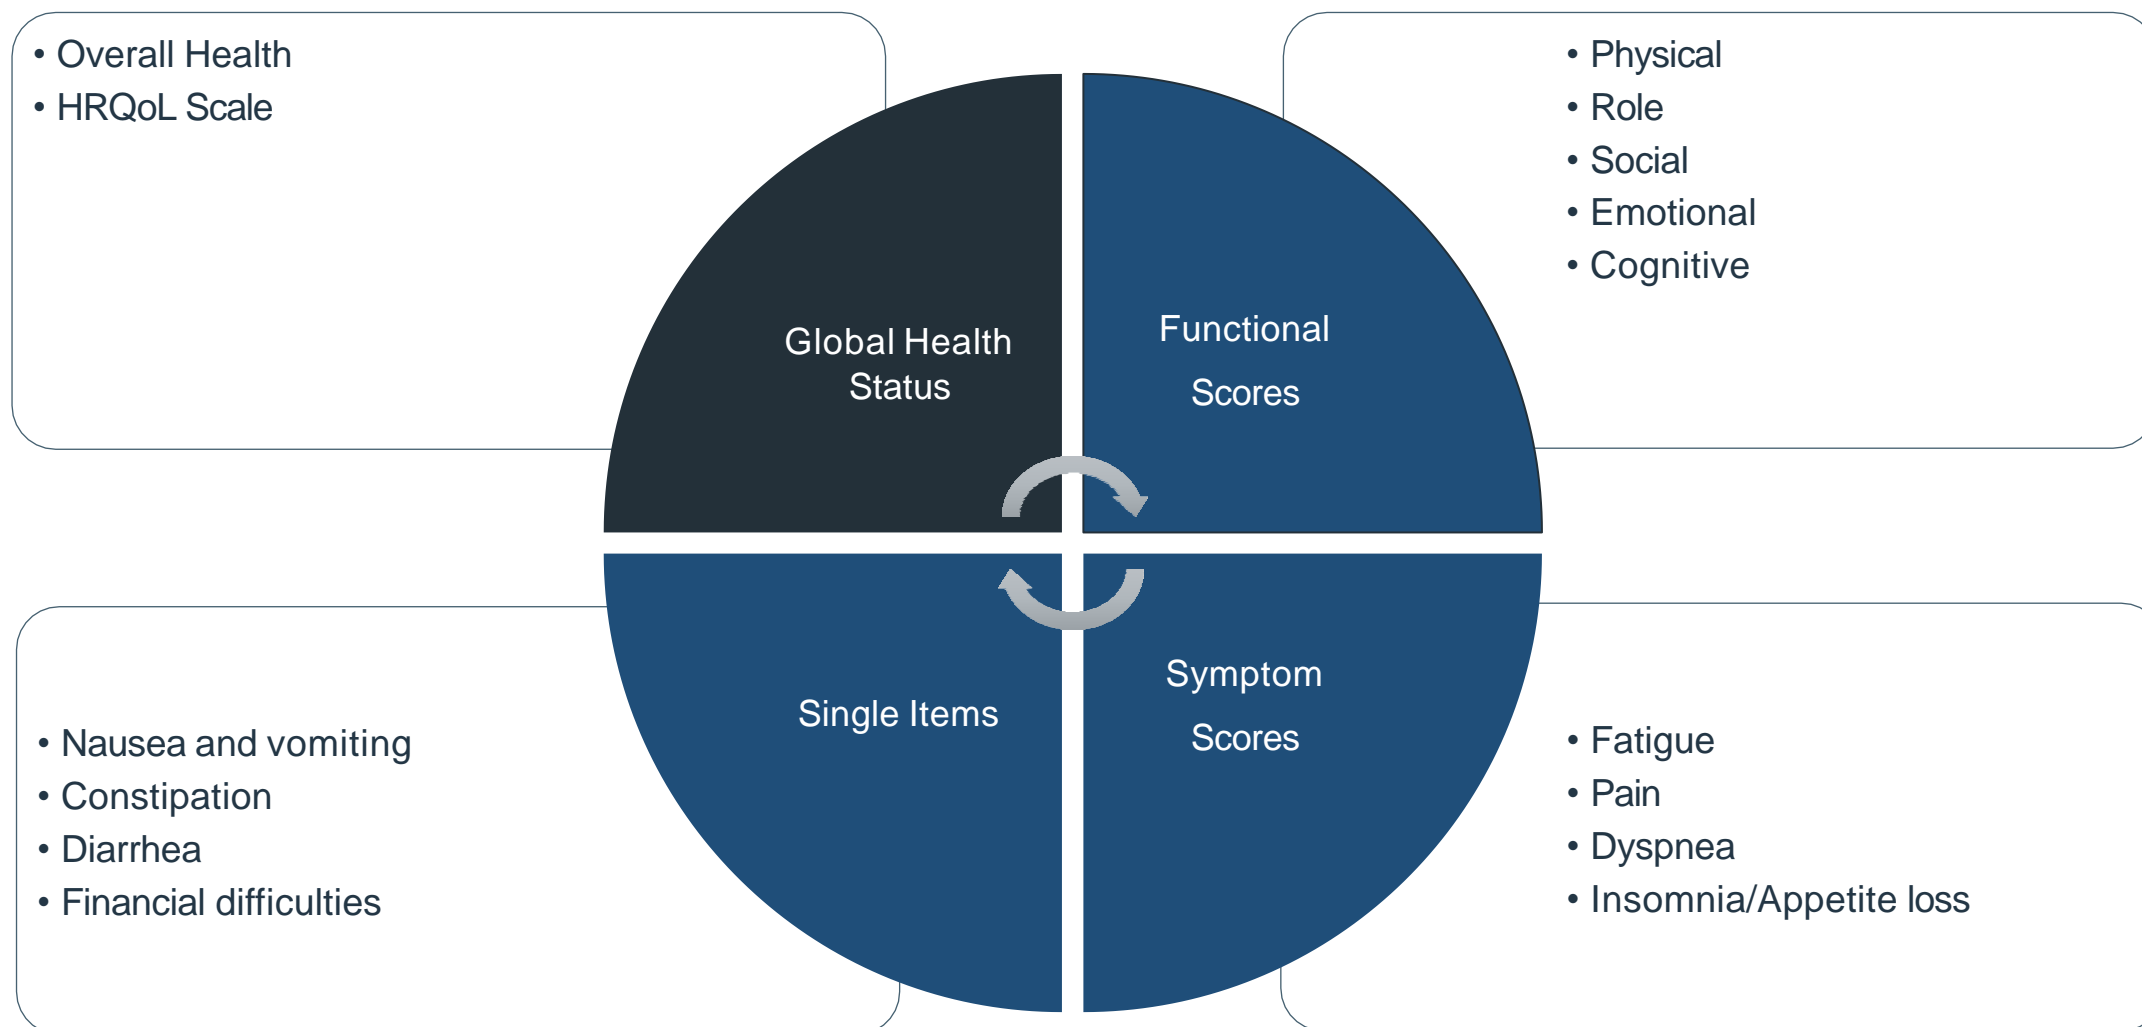 • Overall Health
• HRQoL Scale
• Physical
• Role
• Social
• Emotional
• Cognitive
Global Health
Status
Functional
Scores
Single Items
Symptom
Scores
• Nausea and vomiting
• Constipation
• Diarrhea
• Financial difficulties
• Fatigue
• Pain
• Dyspnea
• Insomnia/Appetite loss